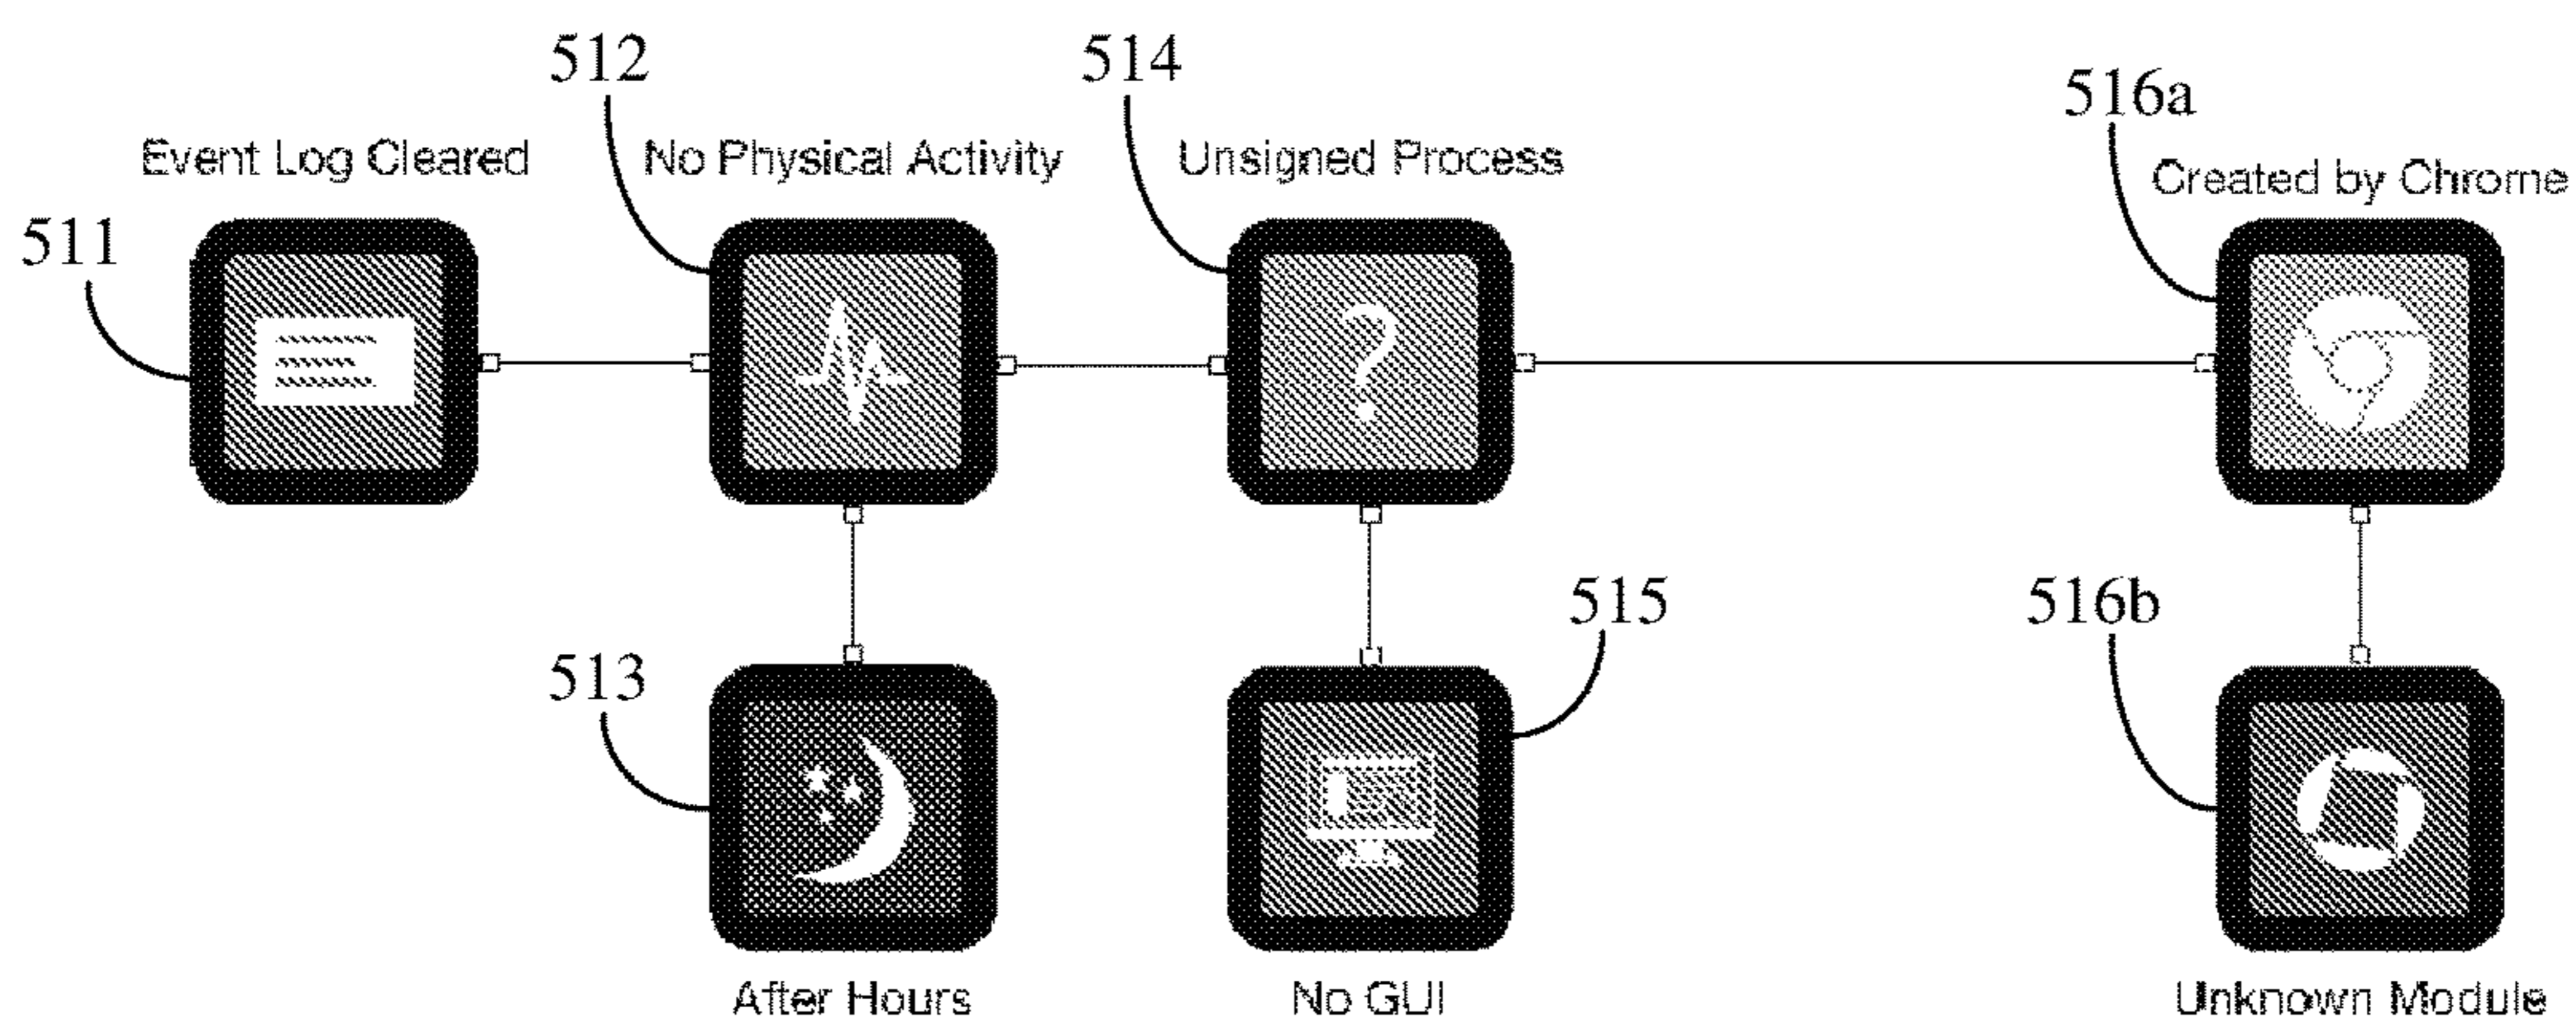 512
514
516a
Event Log Cleared
No Physical Activity
Unsigned Process
Created by Chrome
511
?
515
516b
513
After Hours
No GUI
Unknown Module